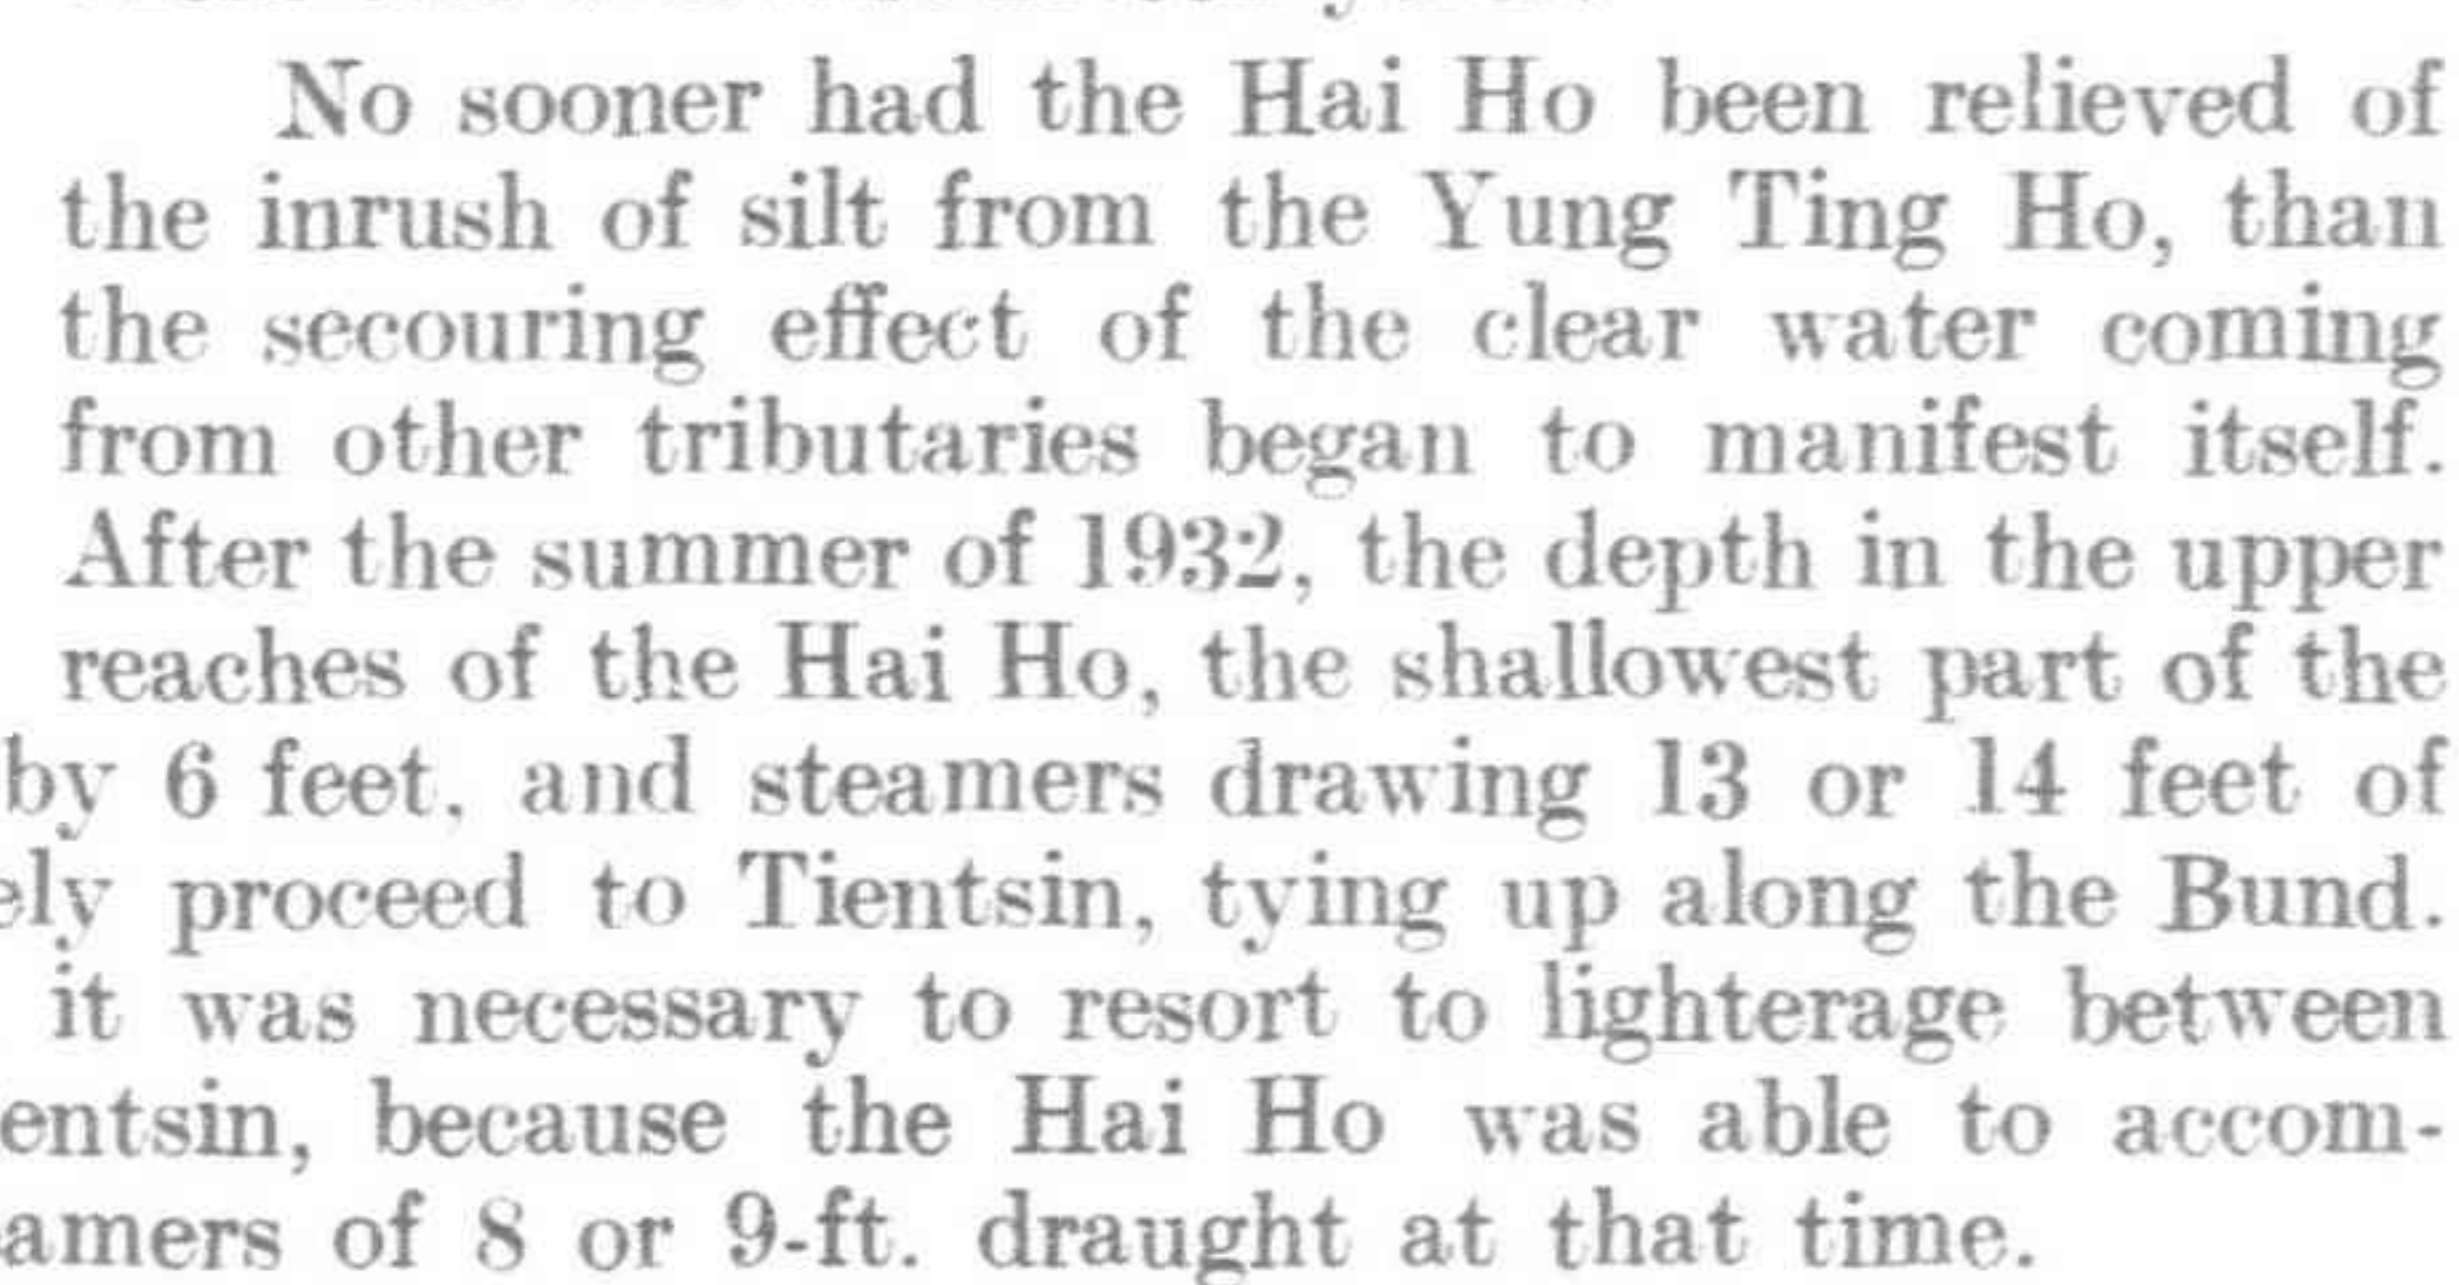 No sooner had the Hai Ho been relieved of
the inrush of silt from the Yung Ting Ho, than
the secouring effect of the clear water coming
from other tributaries began to manifest itself.
After the summer of 1932, the depth in the upper
reaches of the Hai Ho, the shallowest part of the
by 6 feet, and steamers drawing 13 or 14 feet of
ely proceed to Tientsin, tying up along the Bund.
it was necessary to resort to lighterage between
entsin, because the Hai Ho was able to accom-
amers of 8 or 9-ft. draught at that time.